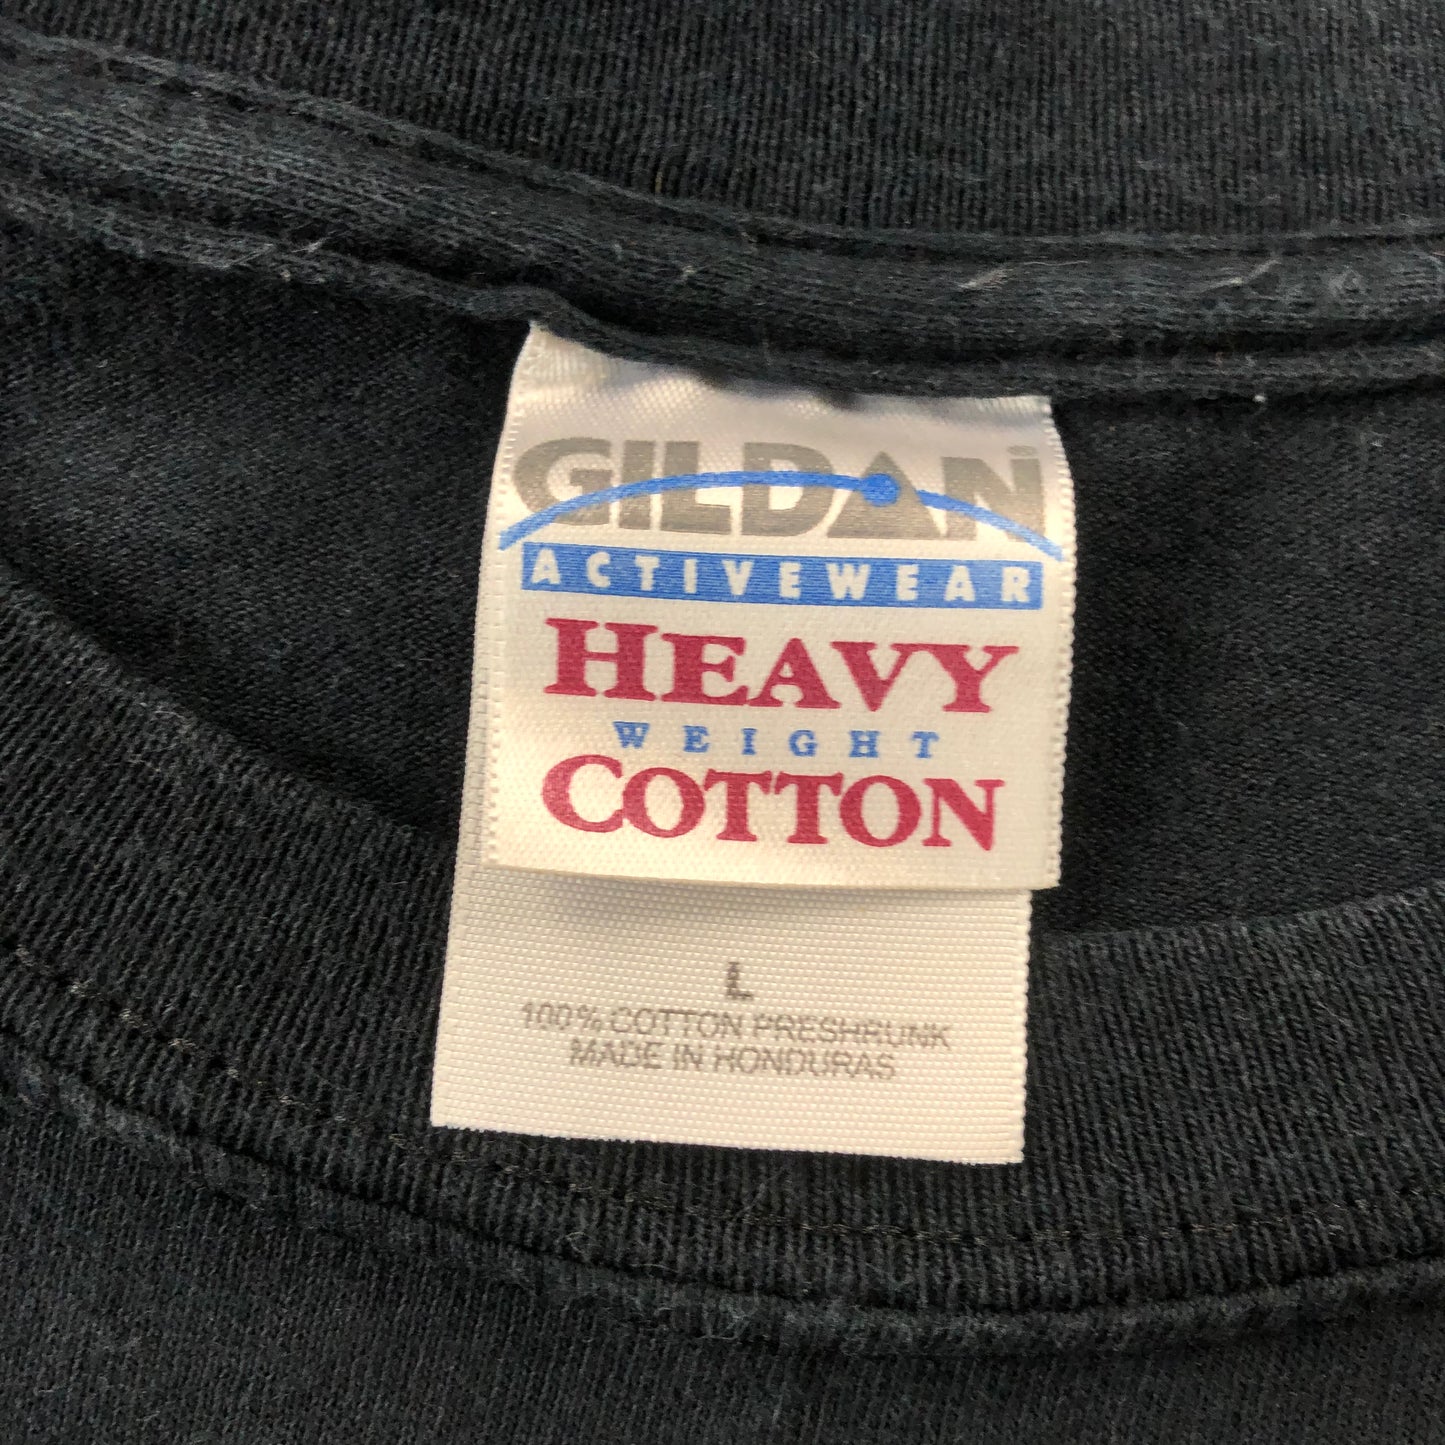 GILDAN®
ACTIVEWEAR
HEAVY
WEIGHT
COTTON
L
100% COTTON PRESHRUNK
MADE IN HONDURAS